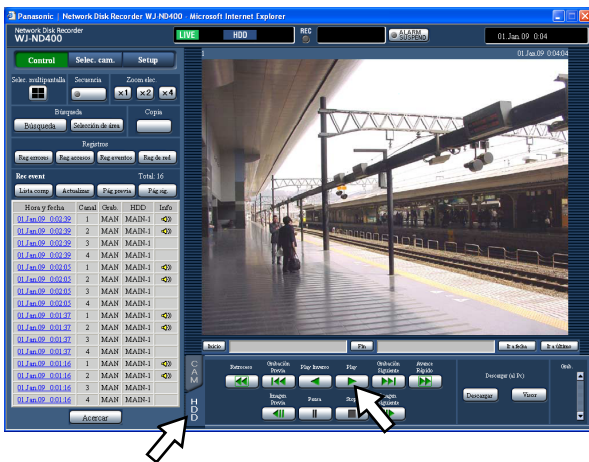 Panasonic | Network Disk Recorder WJ-ND400 - Microsoft Internet Explorer
Network Disk Recorder
WJ-ND400
LIVE HDD REC ALARM SUSPEND 01.Jan.09 0:04
Control Selec. cam. Setup
1 01.Jan.09 0:04:04
Selec. multipantalla Secuencia Zoom elec.
x1 x2 x4
Búsqueda Copia
Búsqueda Selección de área
Registros
Reg errores Reg accesos Reg eventos Reg de red
Rec event Total: 16
Lista comp Actualizar Pág previa Pág sig.
Hora y fecha Canal Grab. HDD Info
01.Jan.09 0:02:39 1 MAN MAIN-1
01.Jan.09 0:02:39 2 MAN MAIN-1
01.Jan.09 0:02:39 3 MAN MAIN-1
01.Jan.09 0:02:39 4 MAN MAIN-1
01.Jan.09 0:02:05 1 MAN MAIN-1
01.Jan.09 0:02:05 2 MAN MAIN-1
01.Jan.09 0:02:05 3 MAN MAIN-1
01.Jan.09 0:02:05 4 MAN MAIN-1
01.Jan.09 0:01:37 1 MAN MAIN-1
01.Jan.09 0:01:37 2 MAN MAIN-1
01.Jan.09 0:01:37 3 MAN MAIN-1
01.Jan.09 0:01:37 4 MAN MAIN-1
01.Jan.09 0:01:16 1 MAN MAIN-1
01.Jan.09 0:01:16 2 MAN MAIN-1
01.Jan.09 0:01:16 3 MAN MAIN-1
01.Jan.09 0:01:16 4 MAN MAIN-1
Acercar
Inicio Fin Ir a fecha Ir a último
CAM
HDD
Retroceso Grabación Previa Play Inverso Play Grabación Siguiente Avance Rápido
Imagen Previa Pausa Stop Imagen Siguiente
Descargar (al Pc)
Descargar Visor
Grab.